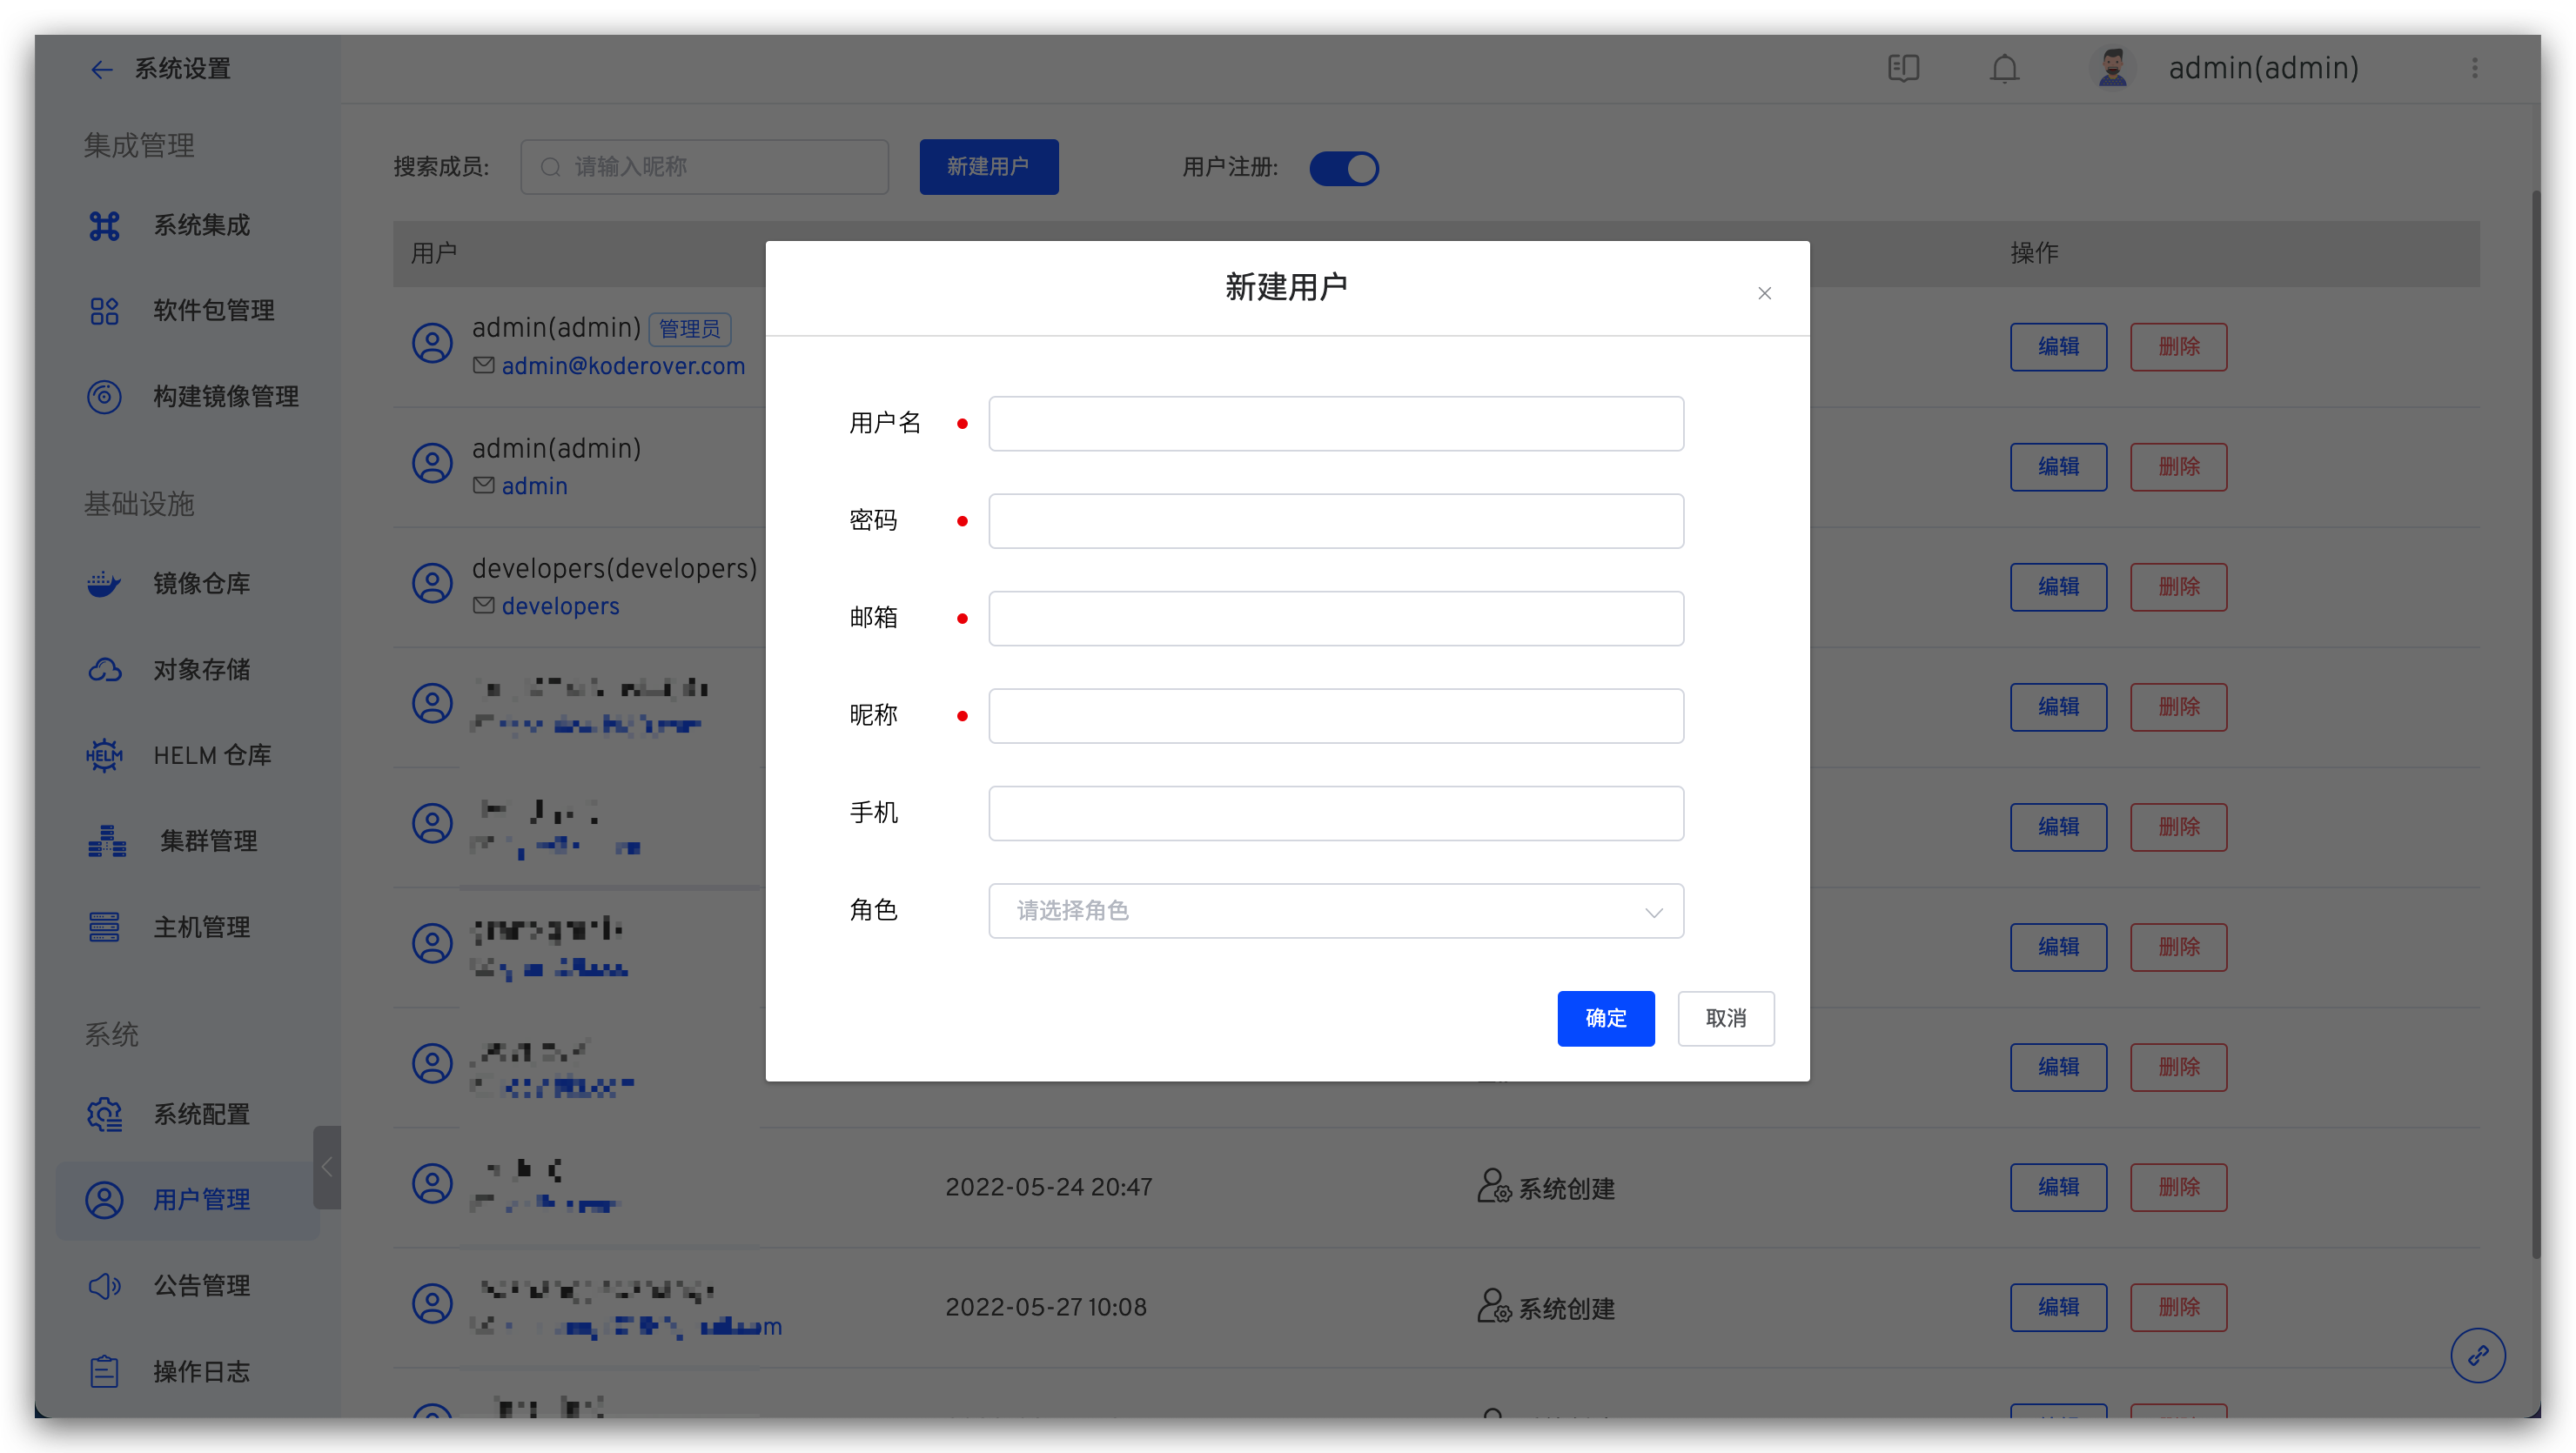 系统设置
admin(admin)
集成管理
系统集成
软件包管理
构建镜像管理
基础设施
镜像仓库
对象存储
HELM
HELM 仓库
集群管理
主机管理
系统
系统配置
用户管理
公告管理
操作日志
搜索成员:
请输入昵称
新建用户
用户注册:
用户
操作
admin(admin) 管理员
admin@koderover.com
编辑 删除
admin(admin)
admin
编辑 删除
developers(developers)
developers
编辑 删除
编辑 删除
编辑 删除
编辑 删除
编辑 删除
2022-05-24 20:47 系统创建 编辑 删除
2022-05-27 10:08 系统创建 编辑 删除
新建用户
用户名
密码
邮箱
昵称
手机
角色
请选择角色
确定
取消